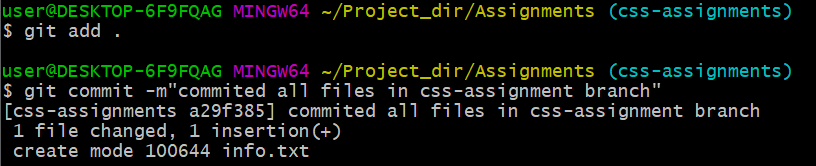 user@DESKTOP-6F9FQAG MINGW64 ~/Project_dir/Assignments (css-assignments)
$ git add .
user@DESKTOP-6F9FQAG MINGW64 ~/Project_dir/Assignments (css-assignments)
$ git commit -m"commited all files in css-assignment branch"
[css-assignments a29f385] commited all files in css-assignment branch
1 file changed, 1 insertion(+)
create mode 100644 info.txt